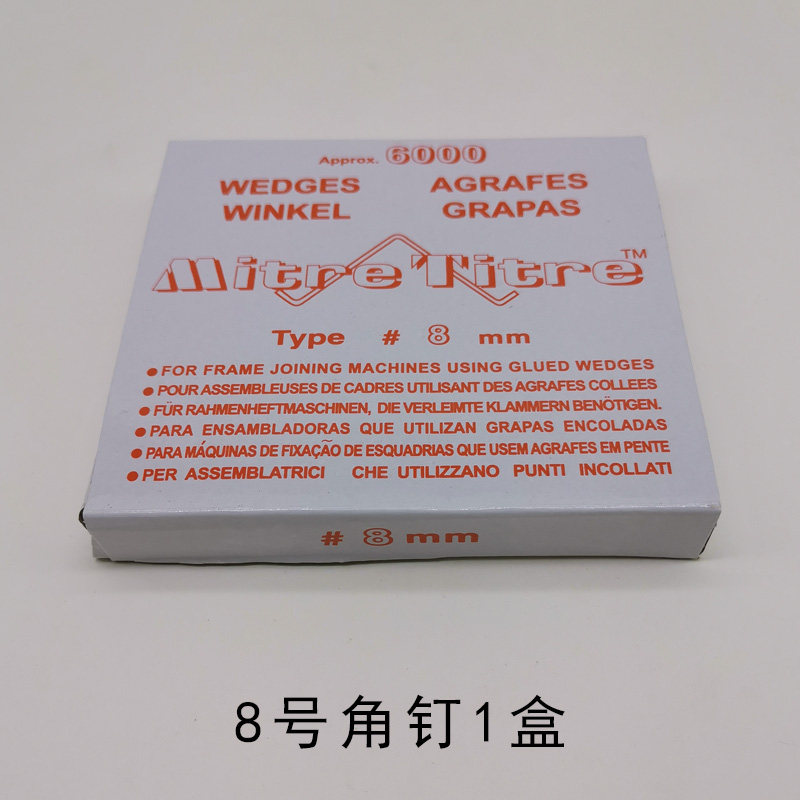 Approx. 6000
WEDGES AGRAFES
WINKEL GRAPAS
Mitre Titre™
Type # 8 mm
● FOR FRAME JOINING MACHINES USING GLUED WEDGES
● POUR ASSEMBLEUSES DE CADRES UTILISANT DES AGRAFES COLLEES
● FÜR RAHMENHEFTMASCHINEN, DIE VERLEIMTE KLAMMERN BENÖTIGEN.
● PARA ENSAMBLADORAS QUE UTILIZAN GRAPAS ENCOLADAS
● PARA MÁQUINAS DE FIXAÇÃO DE ESQUADRIAS QUE USEM AGRAFES EM PENTE
● PER ASSEMBLATRICI CHE UTILIZZANO PUNTI INCOLLATI
# 8 mm
8号角钉1盒